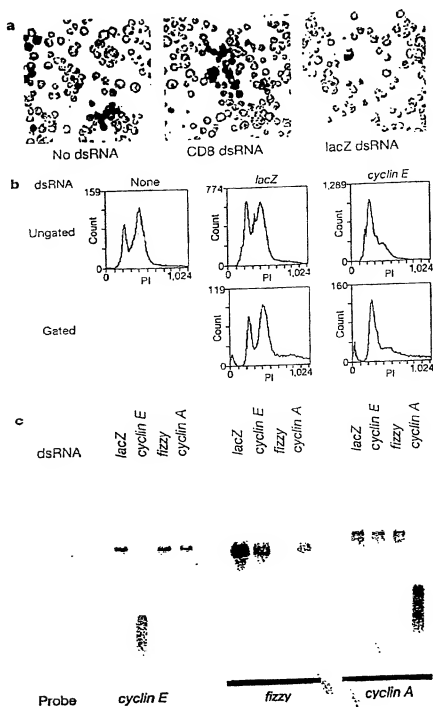 a
No dsRNA CD8 dsRNA lacZ dsRNA
b dsRNA None lacZ cyclin E
Ungated
159 Count 0 0 PI 1,024
774 Count 0 0 PI 1,024
1,289 Count 0 0 PI 1,024
Gated
119 Count 0 0 PI 1,024
160 Count 0 0 PI 1,024
c
dsRNA
lacZ cyclin E fizzy cyclin A
lacZ cyclin E fizzy cyclin A
lacZ cyclin E fizzy cyclin A
Probe cyclin E fizzy cyclin A